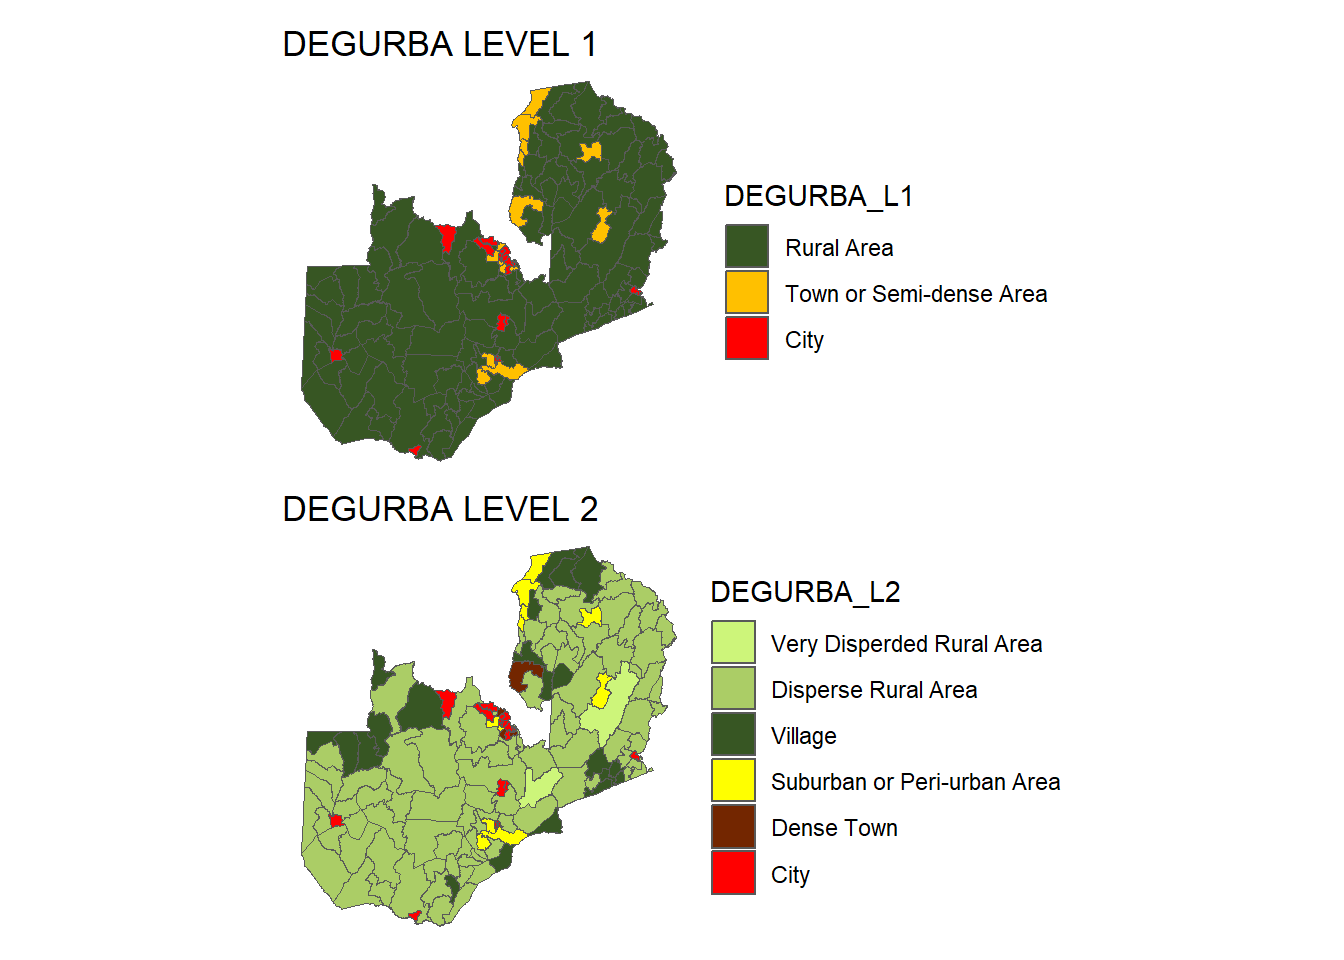 DEGURBA LEVEL 1
DEGURBA_L1
Rural Area
Town or Semi-dense Area
City
DEGURBA LEVEL 2
DEGURBA_L2
Very Disperded Rural Area
Disperse Rural Area
Village
Suburban or Peri-urban Area
Dense Town
City